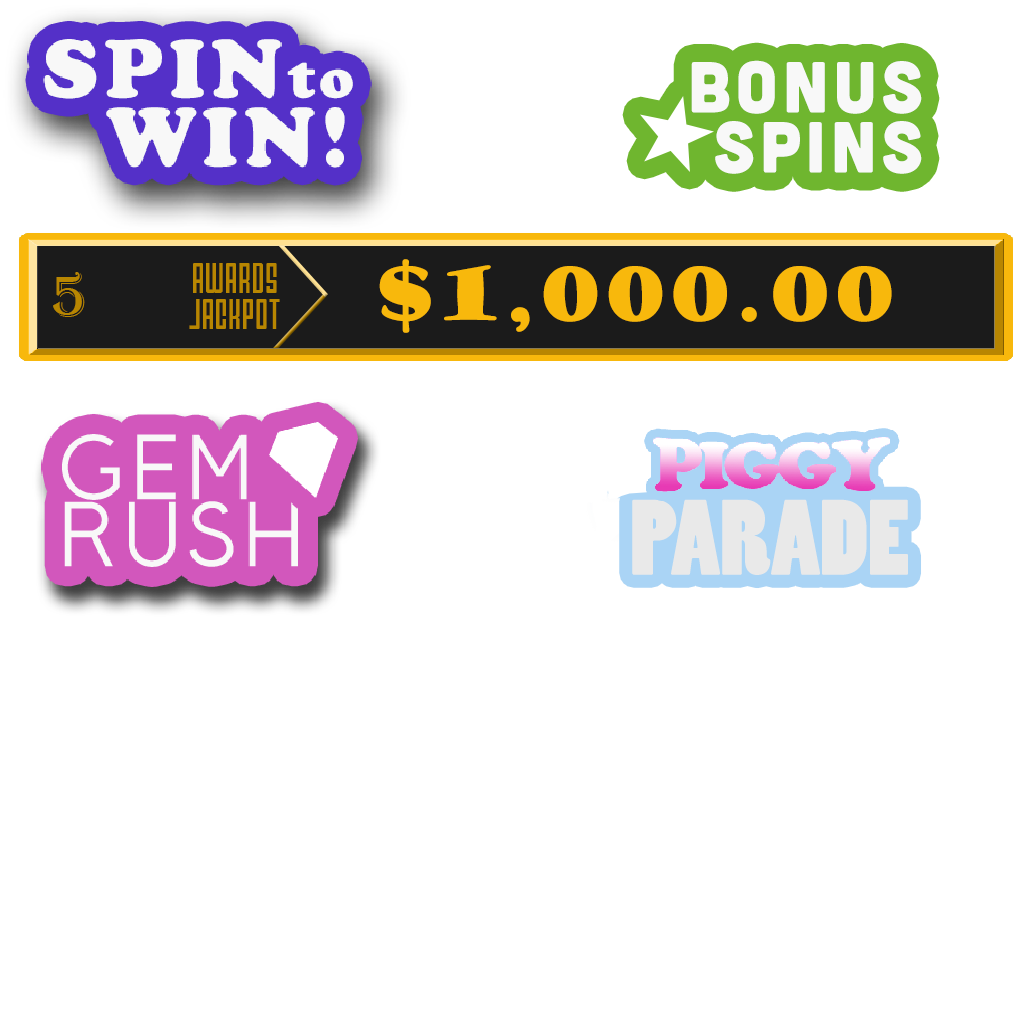 SPIN to
WIN!
BONUS
SPINS
5
AWARDS
JACKPOT
$1,000.00
GEM
RUSH
PIGGY
PARADE